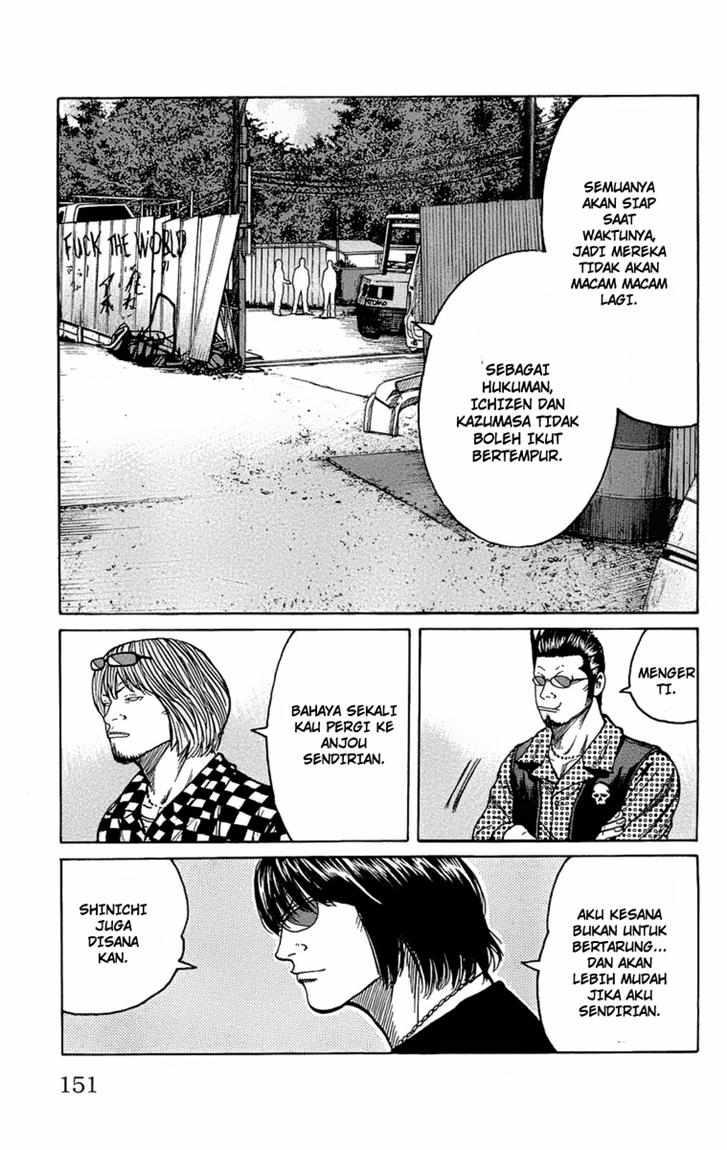 SEMUANYA
AKAN SIAP
SAAT
WAKTUNYA,
JADI MEREKA
TIDAK AKAN
MACAM MACAM
LAGI.
SEBAGAI
HUKUMAN,
ICHIZEN DAN
KAZUMASA TIDAK
BOLEH IKUT
BERTEMPUR.
FUCK THE WORLD
MENGER
TI.
BAHAYA SEKALI
KAU PERGI KE
ANJOU
SENDIRIAN.
AKU KESANA
BUKAN UNTUK
BERTARUNG...
DAN AKAN
LEBIH MUDAH
JIKA AKU
SENDIRIAN.
SHINICHI
JUGA
DISANA
KAN.
151